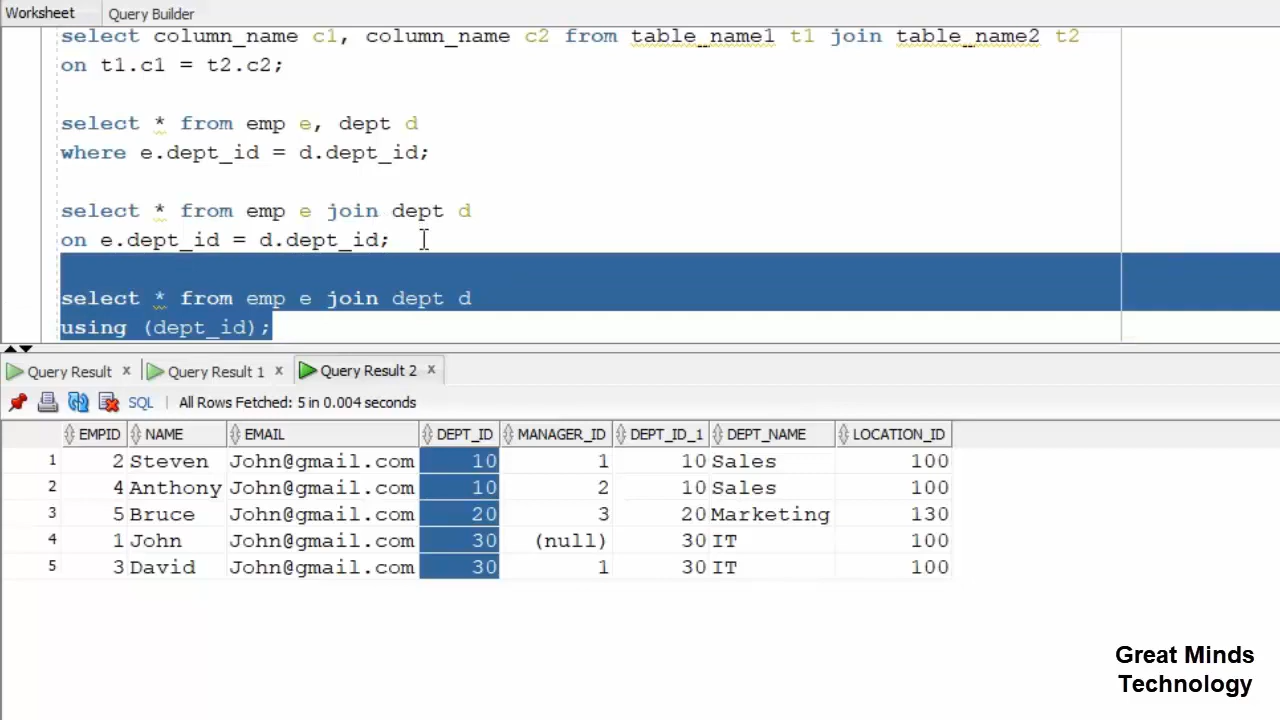 Worksheet Query Builder
select column_name c1, column_name c2 from table_name1 t1 join table_name2 t2
on t1.c1 = t2.c2;
select * from emp e, dept d
where e.dept_id = d.dept_id;
select * from emp e join dept d
on e.dept_id = d.dept_id;
select * from emp e join dept d
using (dept_id);
Query Result × Query Result 1 × Query Result 2 ×
SQL | All Rows Fetched: 5 in 0.004 seconds
EMPID NAME EMAIL DEPT_ID MANAGER_ID DEPT_ID_1 DEPT_NAME LOCATION_ID
1 2 Steven John@gmail.com 10 1 10 Sales 100
2 4 Anthony John@gmail.com 10 2 10 Sales 100
3 5 Bruce John@gmail.com 20 3 20 Marketing 130
4 1 John John@gmail.com 30 (null) 30 IT 100
5 3 David John@gmail.com 30 1 30 IT 100
Great Minds
Technology